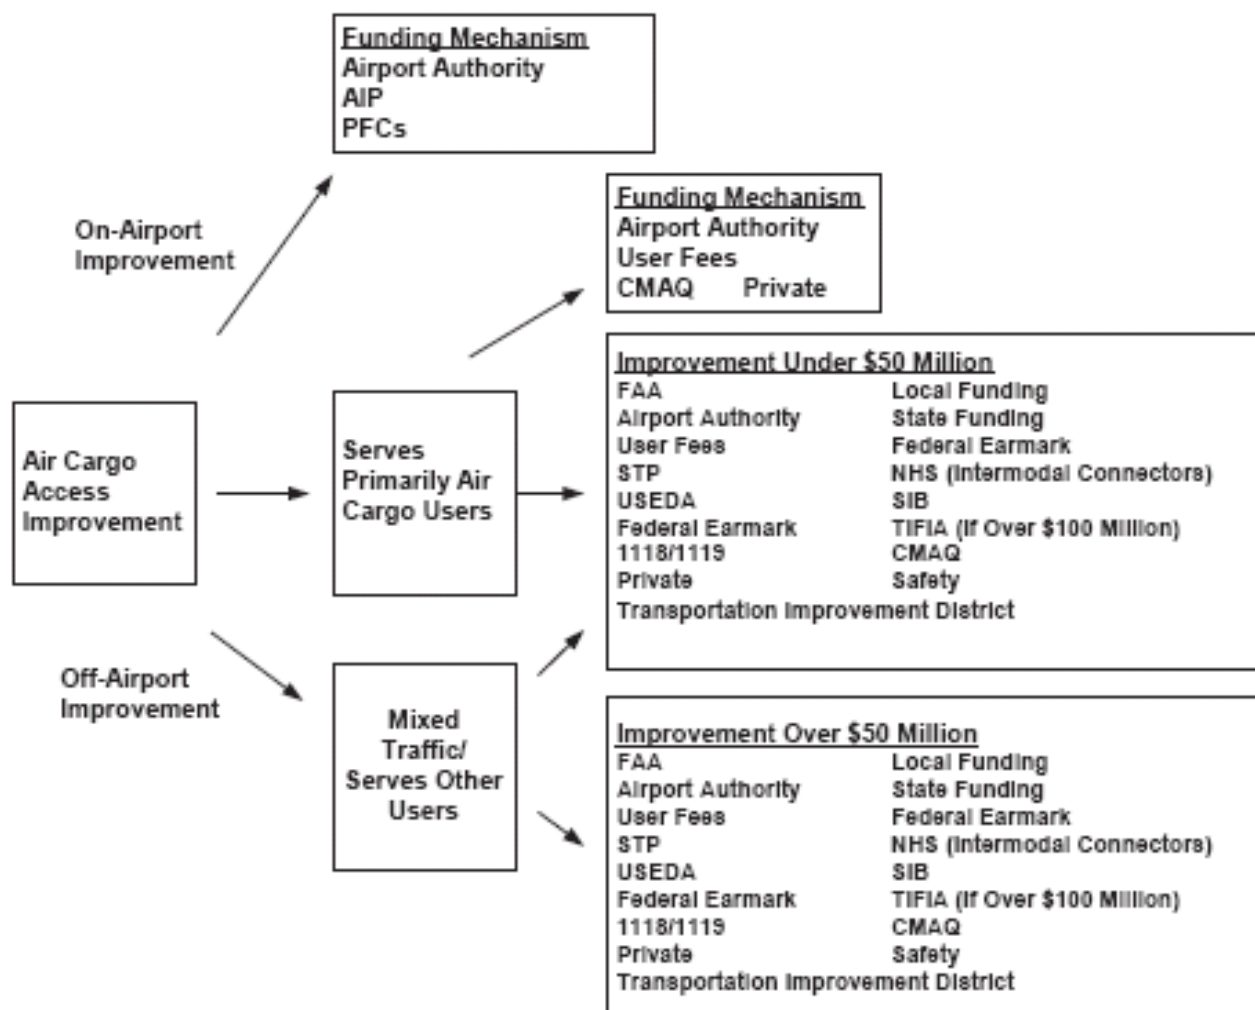 Funding Mechanism
Airport Authority
AIP
PFCs
On-Airport
Improvement
Funding Mechanism
Airport Authority
User Fees
CMAQ Private
Air Cargo
Access
Improvement
Serves
Primarily Air
Cargo Users
Improvement Under $50 Million
FAA Local Funding
Airport Authority State Funding
User Fees Federal Earmark
STP NHS (Intermodal Connectors)
USEDA SIB
Federal Earmark TIFIA (If Over $100 Million)
1118/1119 CMAQ
Private Safety
Transportation Improvement District
Off-Airport
Improvement
Mixed
Traffic/
Serves Other
Users
Improvement Over $50 Million
FAA Local Funding
Airport Authority State Funding
User Fees Federal Earmark
STP NHS (Intermodal Connectors)
USEDA SIB
Federal Earmark TIFIA (If Over $100 Million)
1118/1119 CMAQ
Private Safety
Transportation Improvement District